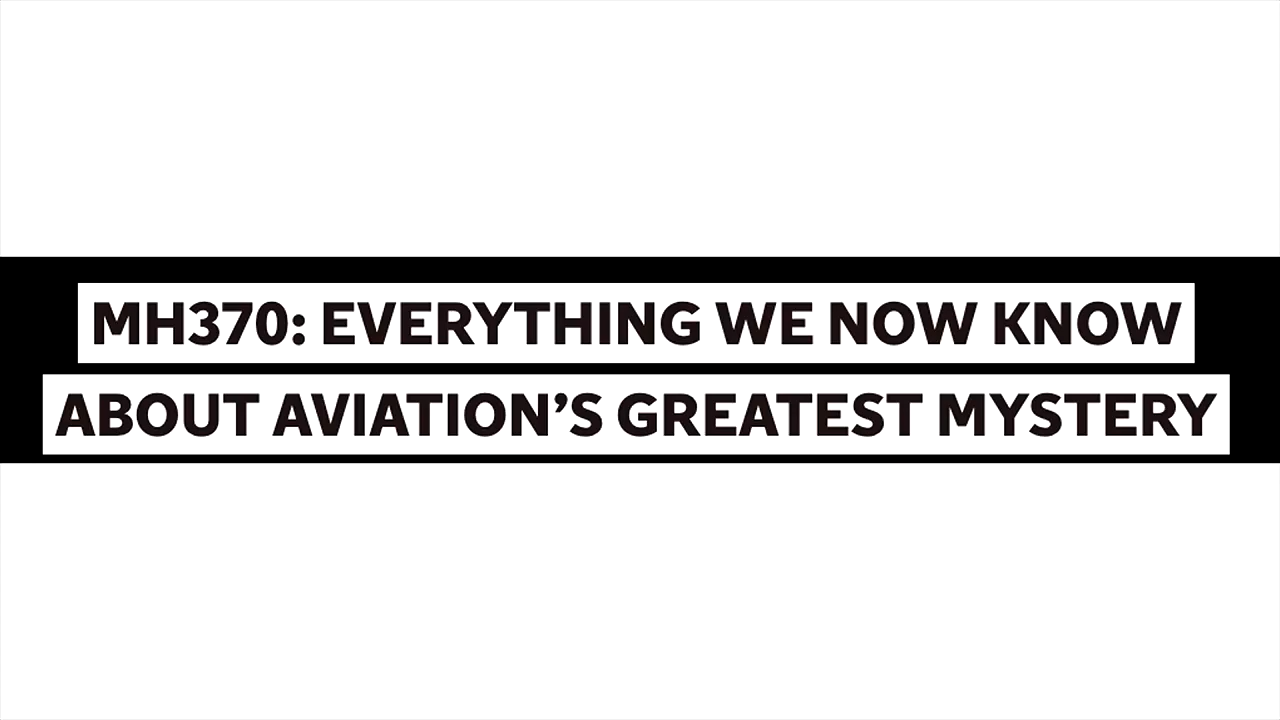 MH370: EVERYTHING WE NOW KNOW
ABOUT AVIATION’S GREATEST MYSTERY